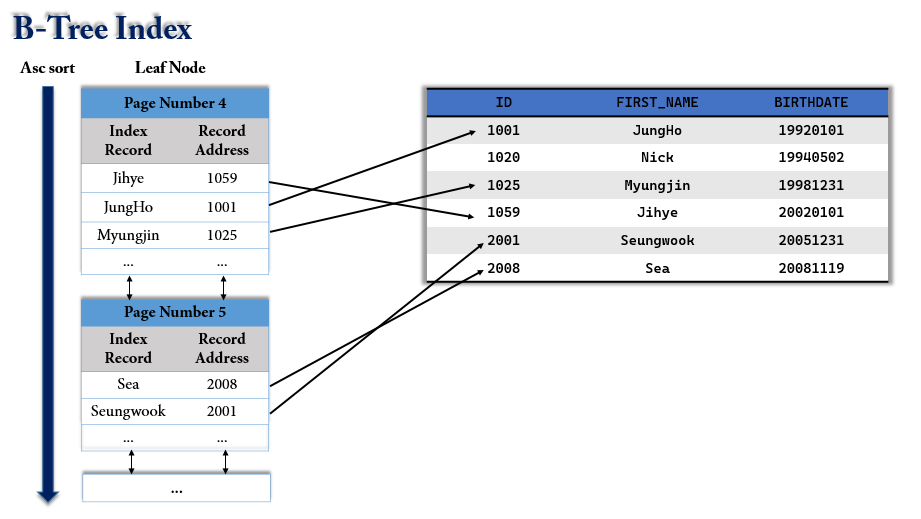 B-Tree Index
Asc sort
Leaf Node
Page Number 4
Index Record
Record Address
Jihye 1059
JungHo 1001
Myungjin 1025
... ...
Page Number 5
Index Record
Record Address
Sea 2008
Seungwook 2001
... ...
...
ID FIRST_NAME BIRTHDATE
1001 JungHo 19920101
1020 Nick 19940502
1025 Myungjin 19981231
1059 Jihye 20020101
2001 Seungwook 20051231
2008 Sea 20081119